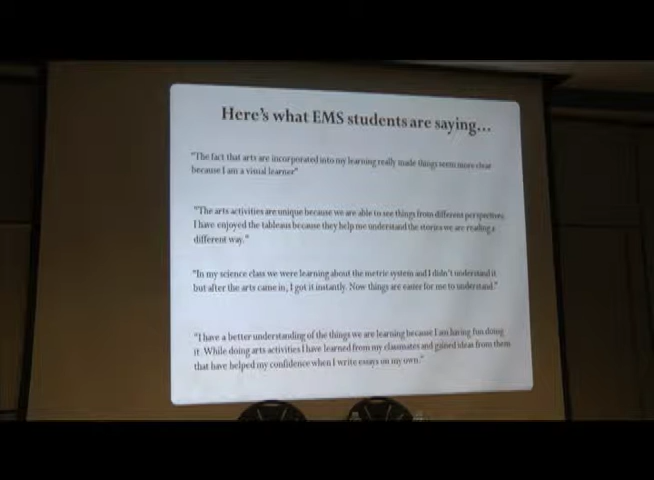 Here's what EMS students are saying...
"The fact that arts are incorporated into my learning really made things seem more clear
because I am a visual learner"
"The arts activities are unique because we are able to see things from different perspectives.
I have enjoyed the tableaus because they help me understand the stories we are reading a
different way."
"In my science class we were learning about the metric system and I didn't understand it
but after the arts came in, I got it instantly. Now things are easier for me to understand."
"I have a better understanding of the things we are learning because I am having fun doing
it. While doing arts activities I have learned from my classmates and gained ideas from them
that have helped my confidence when I write essays on my own."